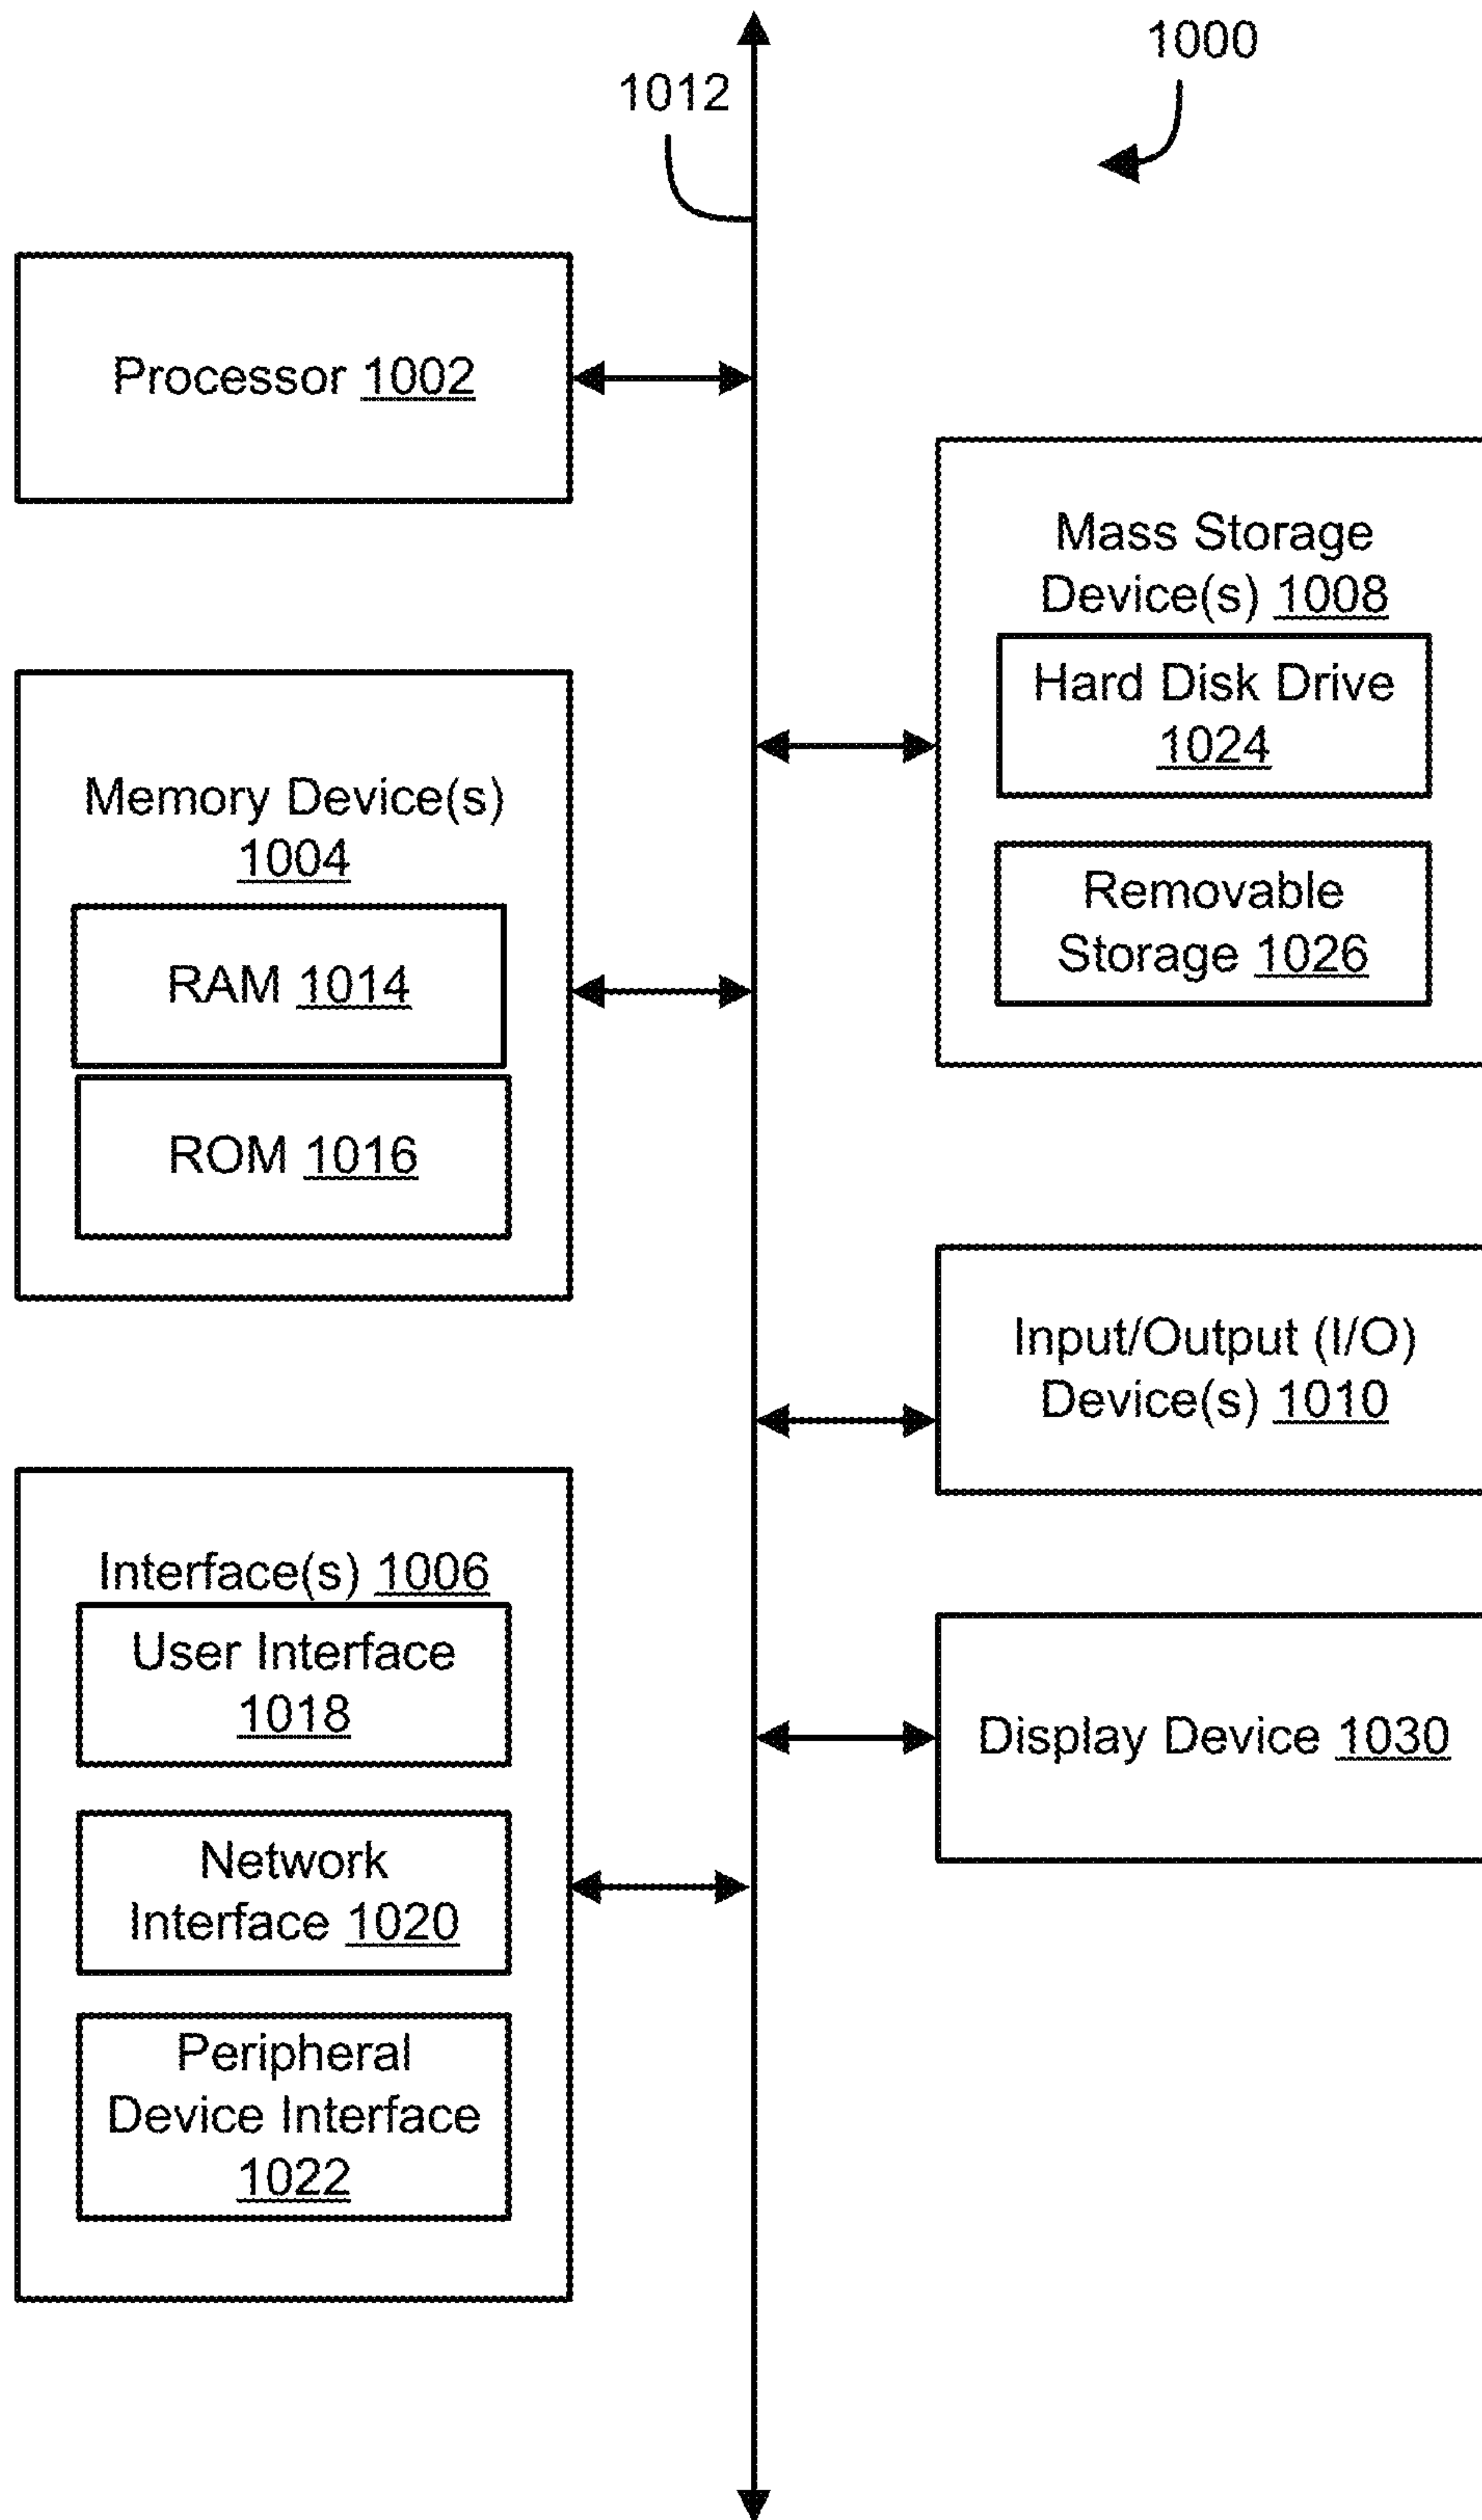 1000
1012
Processor 1002
Mass Storage
Device(s) 1008
Hard Disk Drive
1024
Removable
Storage 1026
Memory Device(s)
1004
RAM 1014
ROM 1016
Input/Output (I/O)
Device(s) 1010
Interface(s) 1006
User Interface
1018
Network
Interface 1020
Peripheral
Device Interface
1022
Display Device 1030